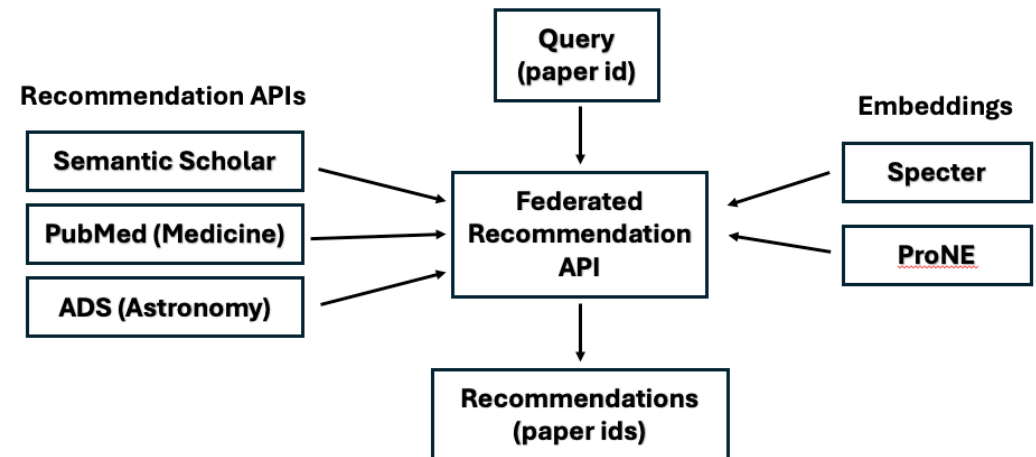 Query
(paper id)
Recommendation APIs
Semantic Scholar
PubMed (Medicine)
ADS (Astronomy)
Federated
Recommendation
API
Embeddings
Specter
ProNE
Recommendations
(paper ids)